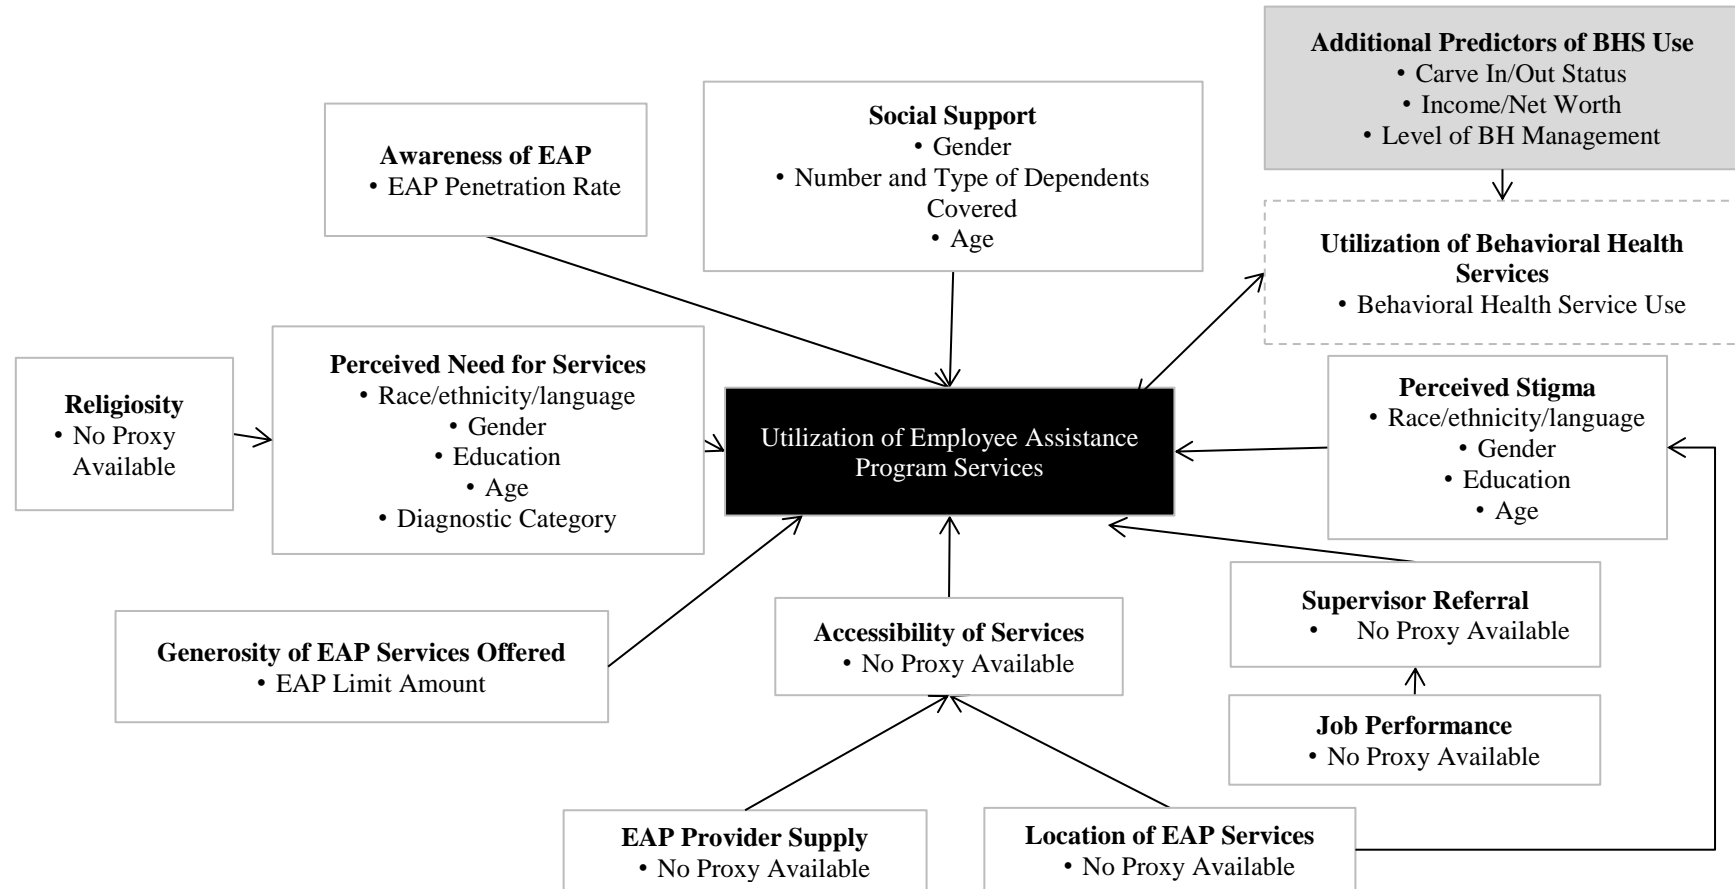 Additional Predictors of BHS Use
• Carve In/Out Status
• Income/Net Worth
• Level of BH Management
Social Support
• Gender
• Number and Type of Dependents
Covered
• Age
Awareness of EAP
• EAP Penetration Rate
Utilization of Behavioral Health
Services
• Behavioral Health Service Use
Religiosity
• No Proxy
Available
Perceived Need for Services
• Race/ethnicity/language
• Gender
• Education
• Age
• Diagnostic Category
Utilization of Employee Assistance
Program Services
Perceived Stigma
• Race/ethnicity/language
• Gender
• Education
• Age
Generosity of EAP Services Offered
• EAP Limit Amount
Accessibility of Services
• No Proxy Available
Supervisor Referral
• No Proxy Available
Job Performance
• No Proxy Available
EAP Provider Supply
• No Proxy Available
Location of EAP Services
• No Proxy Available